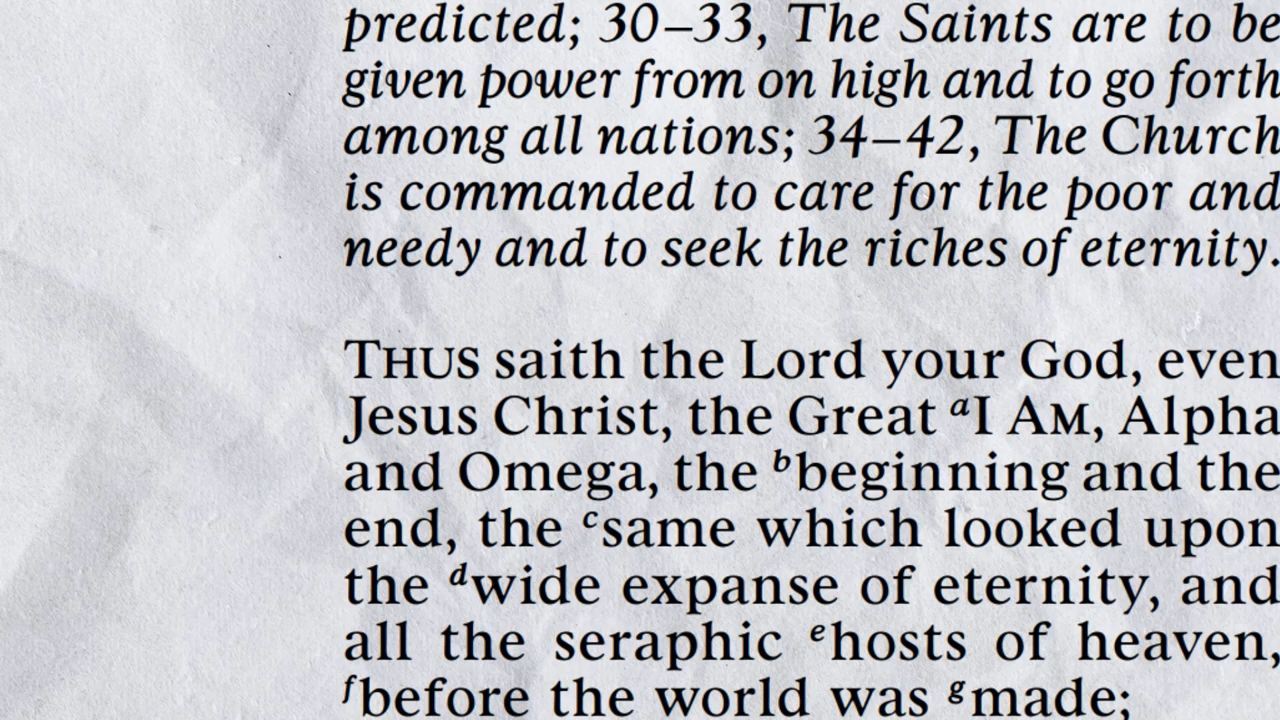 predicted; 30–33, The Saints are to be
given power from on high and to go forth
among all nations; 34–42, The Church
is commanded to care for the poor and
needy and to seek the riches of eternity.
THUS saith the Lord your God, even
Jesus Christ, the Great aI AM, Alpha
and Omega, the bbeginning and the
end, the csame which looked upon
the dwide expanse of eternity, and
all the seraphic ehosts of heaven,
fbefore the world was gmade;